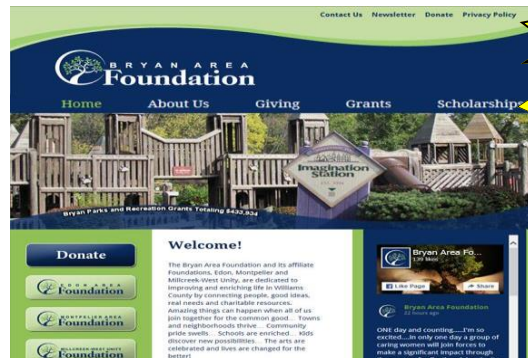 Contact Us Newsletter Donate Privacy Policy
BRYAN AREA
Foundation
Home About Us Giving Grants Scholarships
Imagination
Station
Bryan Parks and Recreation Grants Totaling $433,934
Donate
Welcome!
The Bryan Area Foundation and its affiliate
Foundations, Edon, Montpelier and
Millcreek-West Unity, are dedicated to
improving and enriching life in Williams
County by connecting people, good ideas,
real needs and charitable resources.
Amazing things can happen when all of us
join together for the common good... Towns
and neighborhoods thrive... Community
pride swells... Schools are enriched... Kids
discover new possibilities... The arts are
celebrated and lives are changed for the
better!
EDON AREA
Foundation
MONTPELIER AREA
Foundation
MILLCREEK-WEST UNITY
Foundation
Bryan Area Fo...
Like Page Share
Bryan Area Foundation
22 hours ago
ONE day and counting.....I'm so
excited....In only one day a group of
caring women will join forces to
make a significant impact through